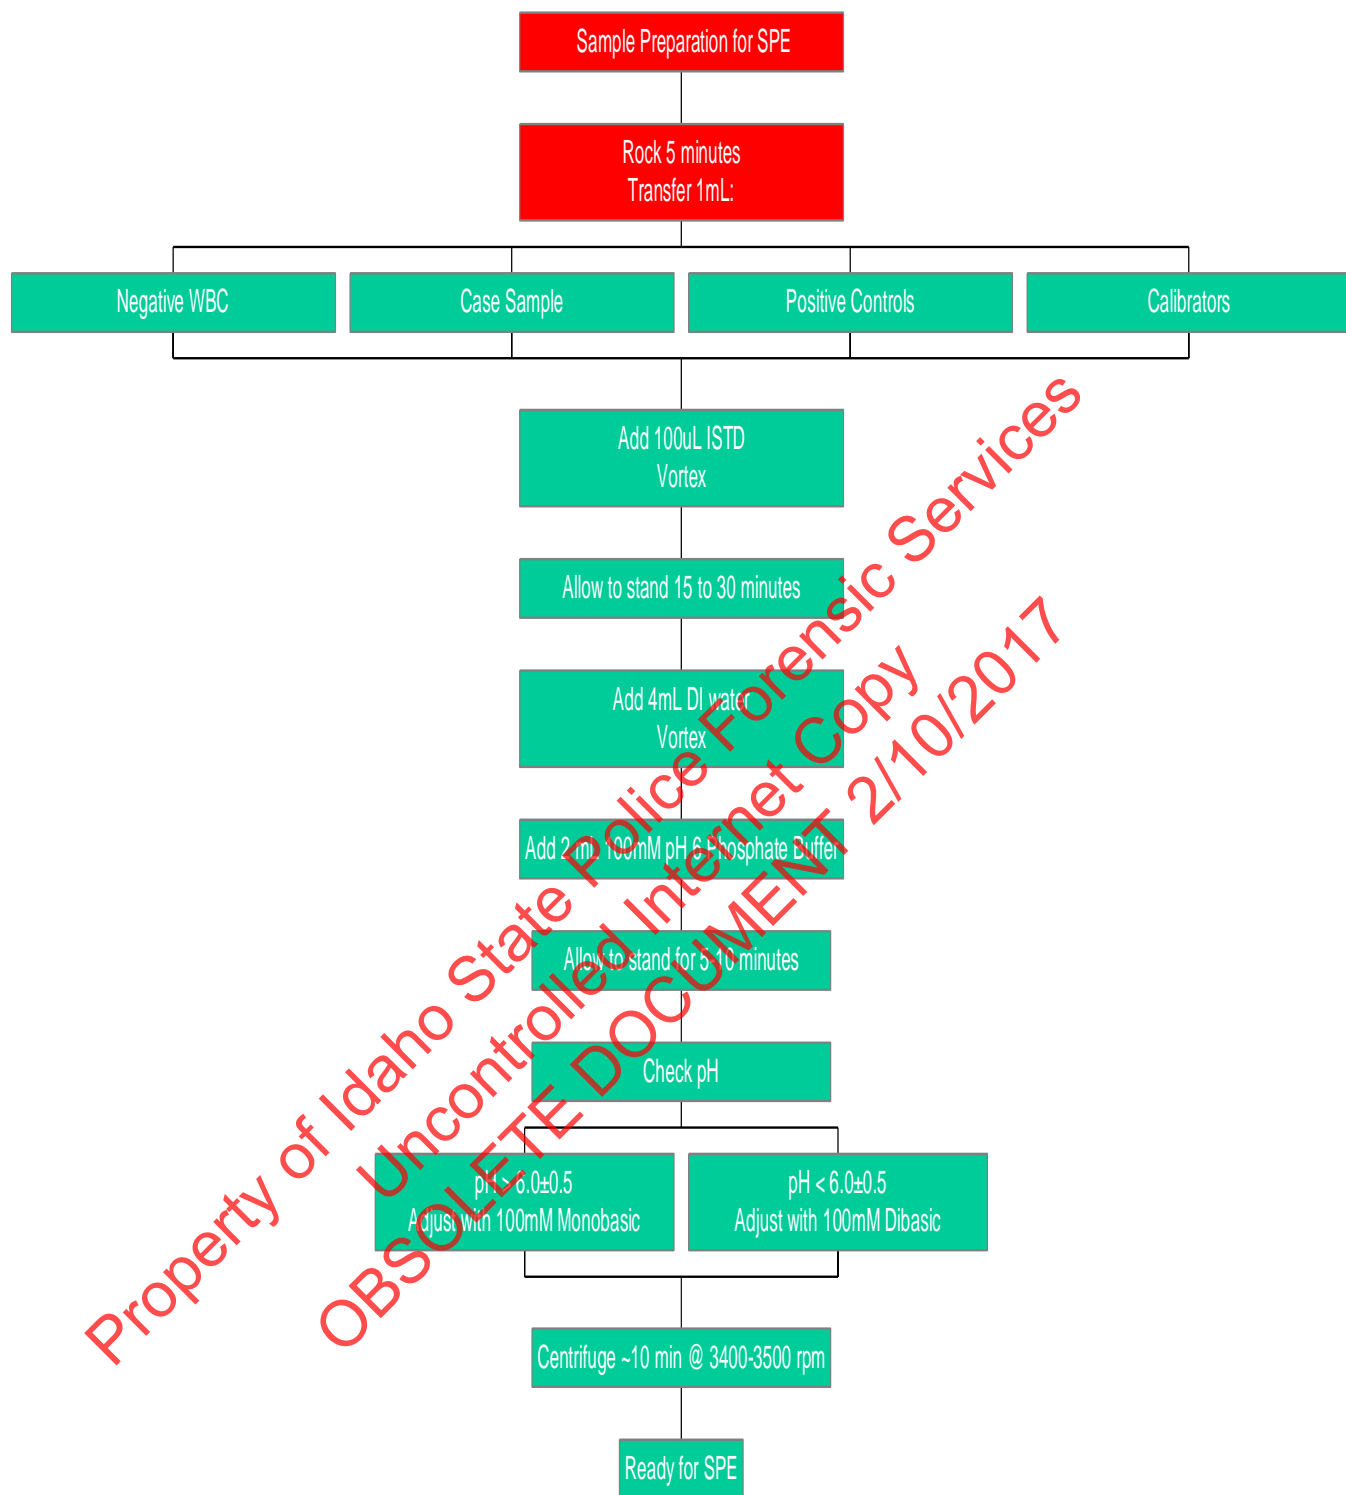 Sample Preparation for SPE
Rock 5 minutes
Transfer 1mL:
Negative WBC
Case Sample
Positive Controls
Calibrators
Add 100uL ISTD
Vortex
Allow to stand 15 to 30 minutes
Add 4mL DI water
Vortex
Add 2 mL 100mM pH 6 Phosphate Buffer
Allow to stand for 5-10 minutes
Check pH
pH > 6.0±0.5
Adjust with 100mM Monobasic
pH < 6.0±0.5
Adjust with 100mM Dibasic
Centrifuge ~10 min @ 3400-3500 rpm
Ready for SPE
Property of Idaho State Police Forensic Services
Uncontrolled Internet Copy
OBSOLETE DOCUMENT 2/10/2017